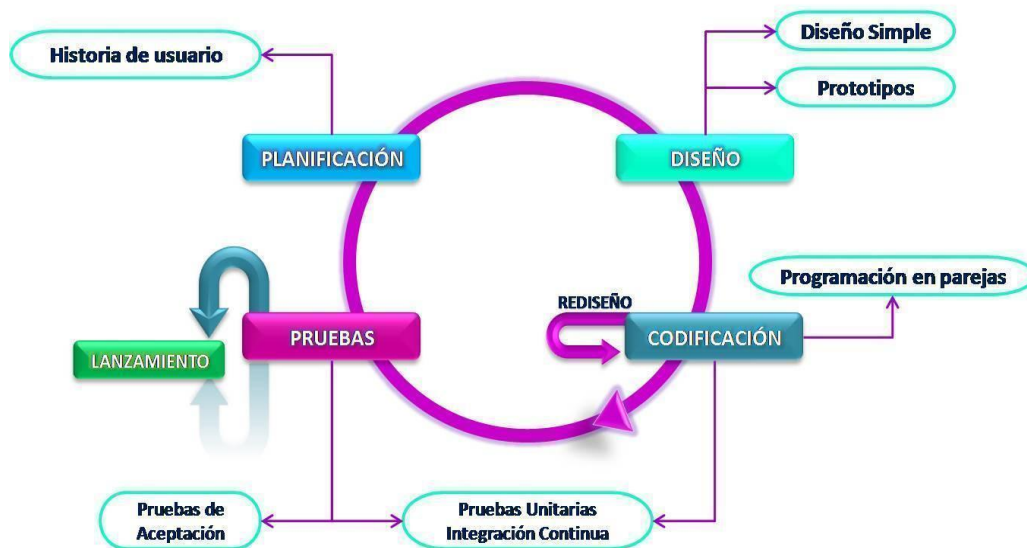 Diseño Simple
Historia de usuario
Prototipos
PLANIFICACIÓN
DISEÑO
Programación en parejas
REDISEÑO
PRUEBAS
CODIFICACIÓN
LANZAMIENTO
Pruebas de
Aceptación
Pruebas Unitarias
Integración Continua